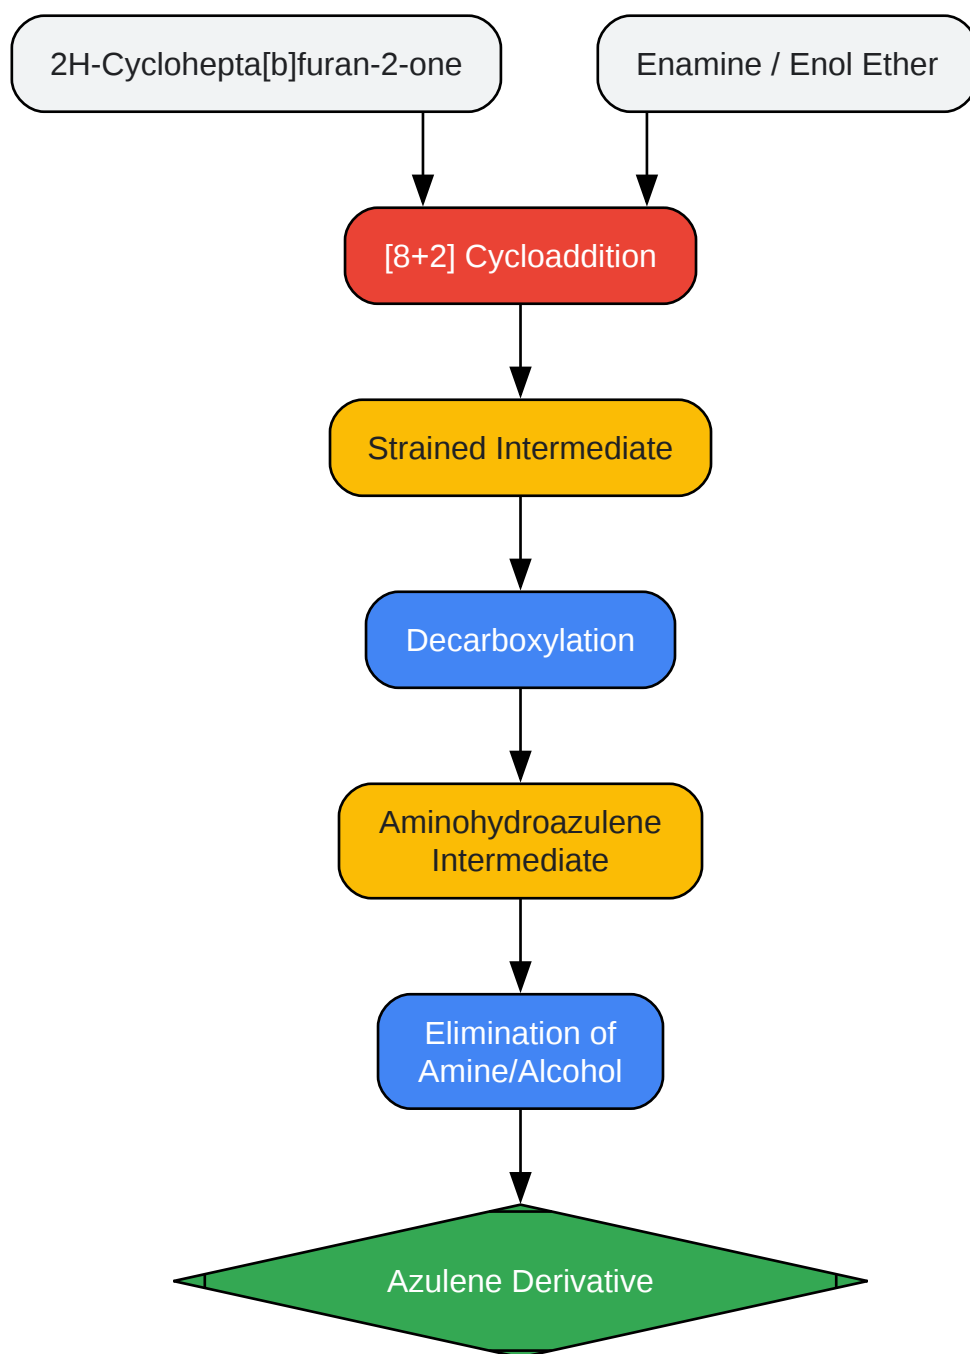 2H-Cyclohepta[b]furan-2-one
Enamine / Enol Ether
[8+2] Cycloaddition
Strained Intermediate
Decarboxylation
Aminohydroazulene
Intermediate
Elimination of
Amine/Alcohol
Azulene Derivative